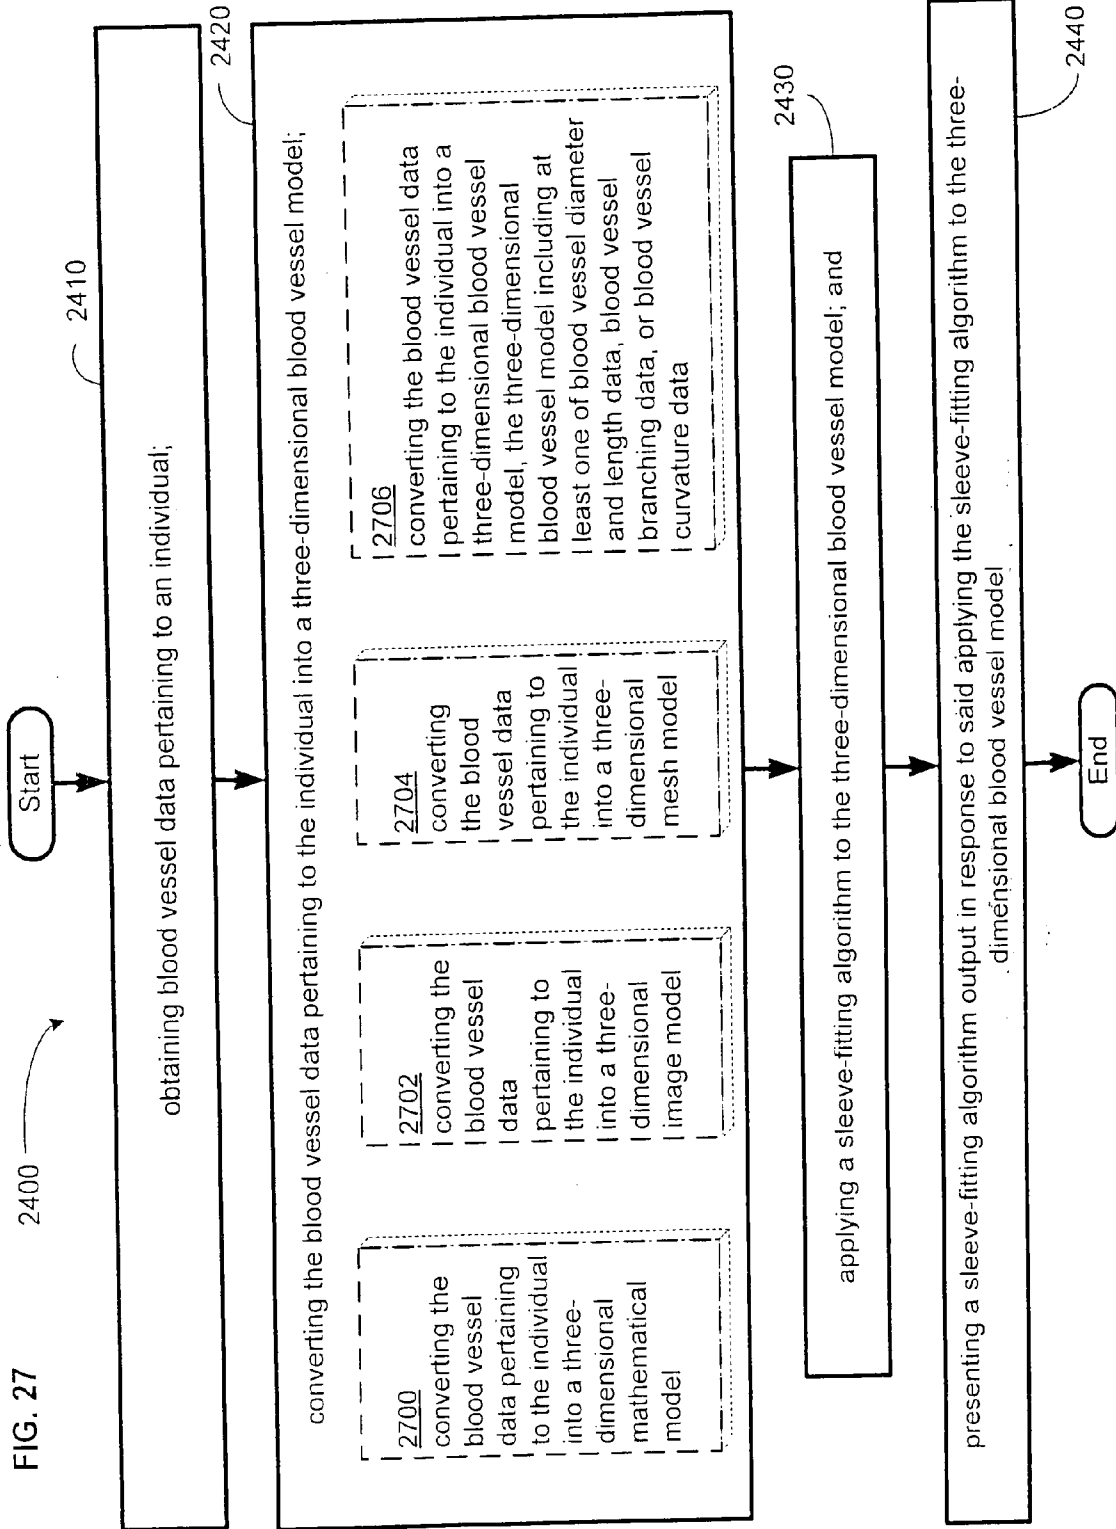 FIG. 27
2400
Start
2410
obtaining blood vessel data pertaining to an individual;
2420
converting the blood vessel data pertaining to the individual into a three-dimensional blood vessel model;
2700
converting the
blood vessel
data pertaining
to the individual
into a three-
dimensional
mathematical
model
2702
converting the
blood vessel
data
pertaining to
the individual
into a three-
dimensional
image model
2704
converting
the blood
vessel data
pertaining to
the individual
into a three-
dimensional
mesh model
2706
converting the blood vessel data
pertaining to the individual into a
three-dimensional blood vessel
model, the three-dimensional
blood vessel model including at
least one of blood vessel diameter
and length data, blood vessel
branching data, or blood vessel
curvature data
2430
applying a sleeve-fitting algorithm to the three-dimensional blood vessel model; and
2440
presenting a sleeve-fitting algorithm output in response to said applying the sleeve-fitting algorithm to the three-
dimensional blood vessel model
End